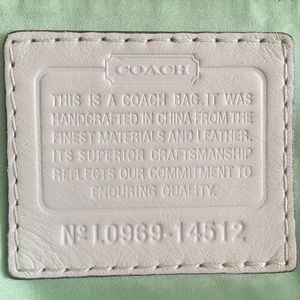 COACH
THIS IS A COACH BAG.IT WAS
HANDCRAFTED IN CHINA FROM THE
FINEST MATERIALS AND LEATHER.
ITS SUPERIOR CRAFTSMANSHIP
REFLECTS OUR COMMITMENT TO
ENDURING QUALITY.
Nº L0969-14512